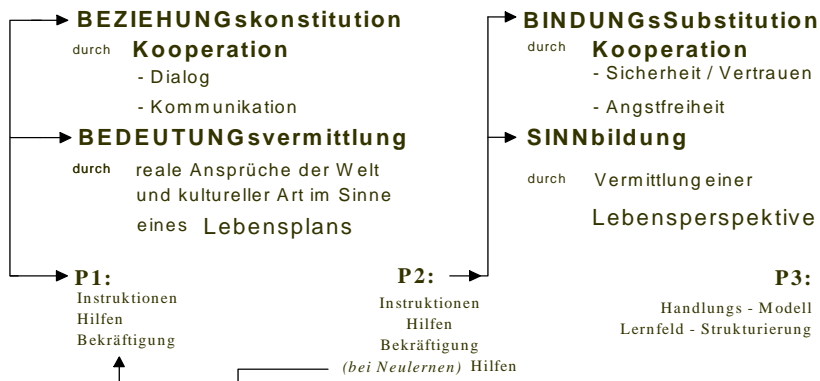 BEZIEHUNGskonstitution
durch Kooperation
- Dialog
- Kommunikation
BEDEUTUNGsvermittlung
durch reale Ansprüche der Welt
und kultureller Art im Sinne
eines Lebensplans
BINDUNGsSubstitution
durch Kooperation
- Sicherheit / Vertrauen
- Angstfreiheit
SINNbildung
durch Vermittlung einer
Lebensperspektive
P1:
Instruktionen
Hilfen
Bekräftigung
P2:
Instruktionen
Hilfen
Bekräftigung
(bei Neulernen) Hilfen
P3:
Handlungs - Modell
Lernfeld - Strukturierung